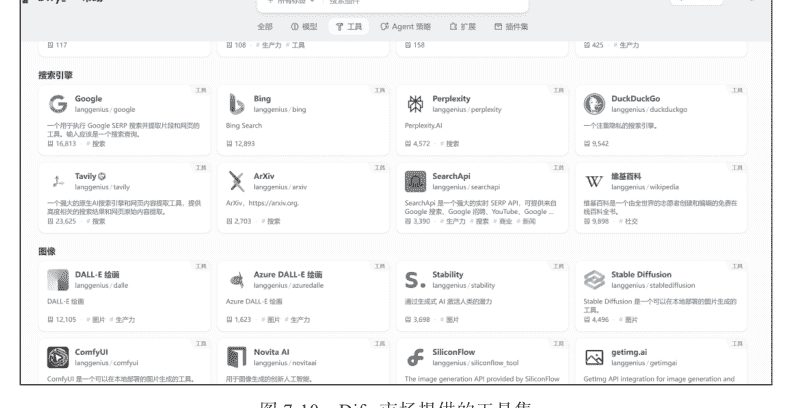 搜索插件
全部 模型 工具 Agent 策略 扩展 插件集
117
108 # 生产力 # 工具
158
425 # 生产力
搜索引擎
工具
Google
langgenius / google
一个用于执行 Google SERP 搜索并提取片段和网页的
工具。输入应该是一个搜索查询。
16,813 · # 搜索
工具
Bing
langgenius / bing
Bing Search
12,893
工具
Perplexity
langgenius / perplexity
Perplexity.AI
4,572 · # 搜索
工具
DuckDuckGo
langgenius / duckduckgo
一个注重隐私的搜索引擎。
9,542
工具
Tavily
langgenius / tavily
一个强大的原生AI搜索引擎和网页内容提取工具，提供
高度相关的搜索结果和网页原始内容提取。
23,625 · # 搜索
工具
ArXiv
langgenius / arxiv
ArXiv，https://arxiv.org.
2,703 · # 搜索
工具
SearchApi
langgenius / searchapi
SearchApi 是一个强大的实时 SERP API，可提供来自
Google 搜索、Google 招聘、YouTube、Google ...
3,390 · # 生产力 # 搜索 # 商业 # 新闻
工具
维基百科
langgenius / wikipedia
维基百科是一个由全世界的志愿者创建和编辑的免费在
线百科全书。
9,898 · # 社交
图像
工具
DALL-E 绘画
langgenius / dalle
DALL-E 绘画
12,105 · # 图片 # 生产力
工具
Azure DALL-E 绘画
langgenius / azuredalle
Azure DALL-E 绘画
1,623 · # 图片 # 生产力
工具
Stability
langgenius / stability
通过生成式 AI 激活人类的潜力
3,698 · # 图片
工具
Stable Diffusion
langgenius / stablediffusion
Stable Diffusion 是一个可以在本地部署的图片生成的
工具。
4,496 · # 图片
工具
ComfyUI
langgenius / comfyui
ComfyUI 是一个可以在本地部署的图片生成的工具。
工具
Novita AI
langgenius / novitaai
用于图像生成的创新人工智能。
工具
SiliconFlow
langgenius / siliconflow_tool
The image generation API provided by SiliconFlow
工具
getimg.ai
langgenius / getimgai
GetImg API integration for image generation and